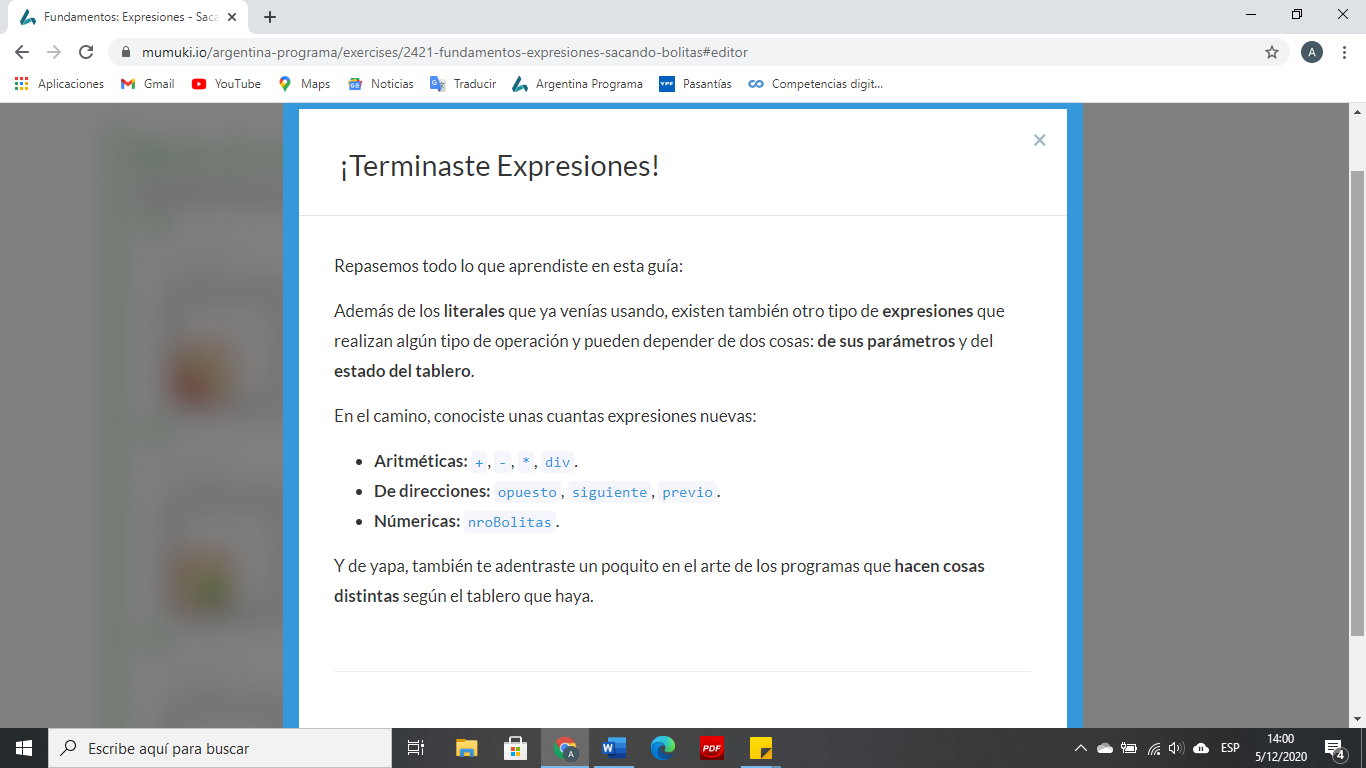 Fundamentos: Expresiones - Saca
mumuki.io/argentina-programa/exercises/2421-fundamentos-expresiones-sacando-bolitas#editor
A
Aplicaciones Gmail YouTube Maps Noticias Traducir Argentina Programa YPF Pasantías Competencias digit...
¡Terminaste Expresiones!
Repasemos todo lo que aprendiste en esta guía:
Además de los literales que ya venías usando, existen también otro tipo de expresiones que
realizan algún tipo de operación y pueden depender de dos cosas: de sus parámetros y del
estado del tablero.
En el camino, conociste unas cuantas expresiones nuevas:
• Aritméticas: + , - , * , div .
• De direcciones: opuesto , siguiente , previo .
• Númericas: nroBolitas .
Y de yapa, también te adentraste un poquito en el arte de los programas que hacen cosas
distintas según el tablero que haya.
Escribe aquí para buscar
A
W
PDF
ESP
14:00
5/12/2020
4